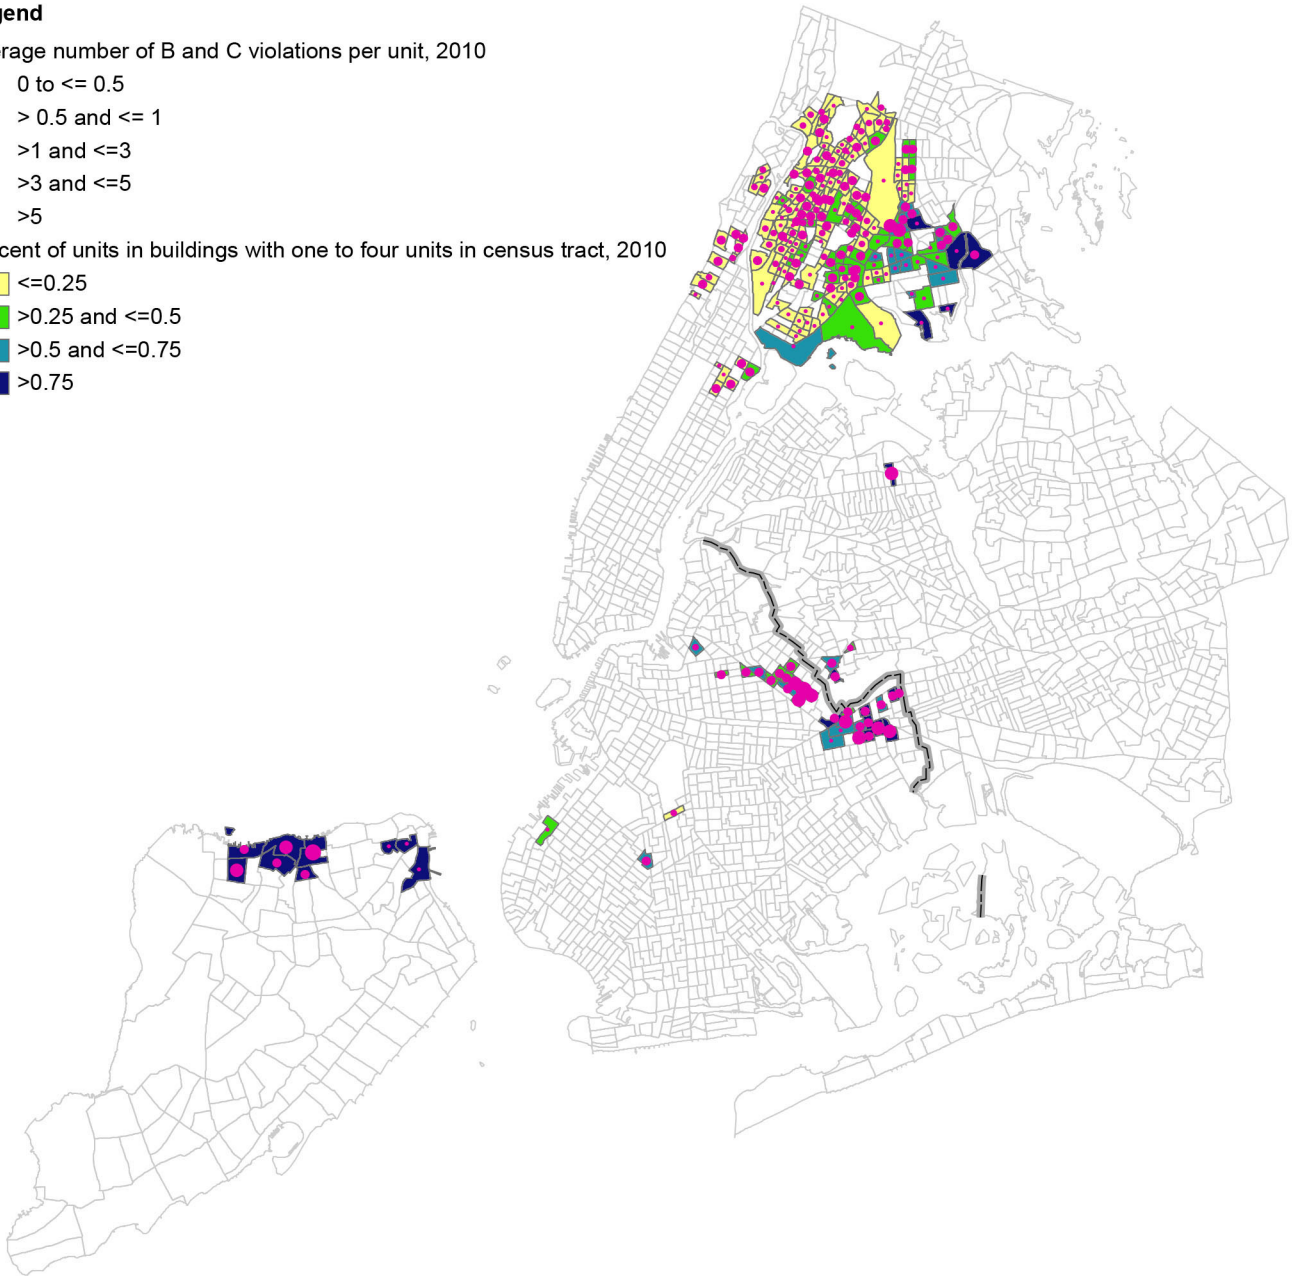 gend
rage number of B and C violations per unit, 2010
0 to <= 0.5
> 0.5 and <= 1
>1 and <=3
>3 and <=5
>5
cent of units in buildings with one to four units in census tract, 2010
<=0.25
>0.25 and <=0.5
>0.5 and <=0.75
>0.75